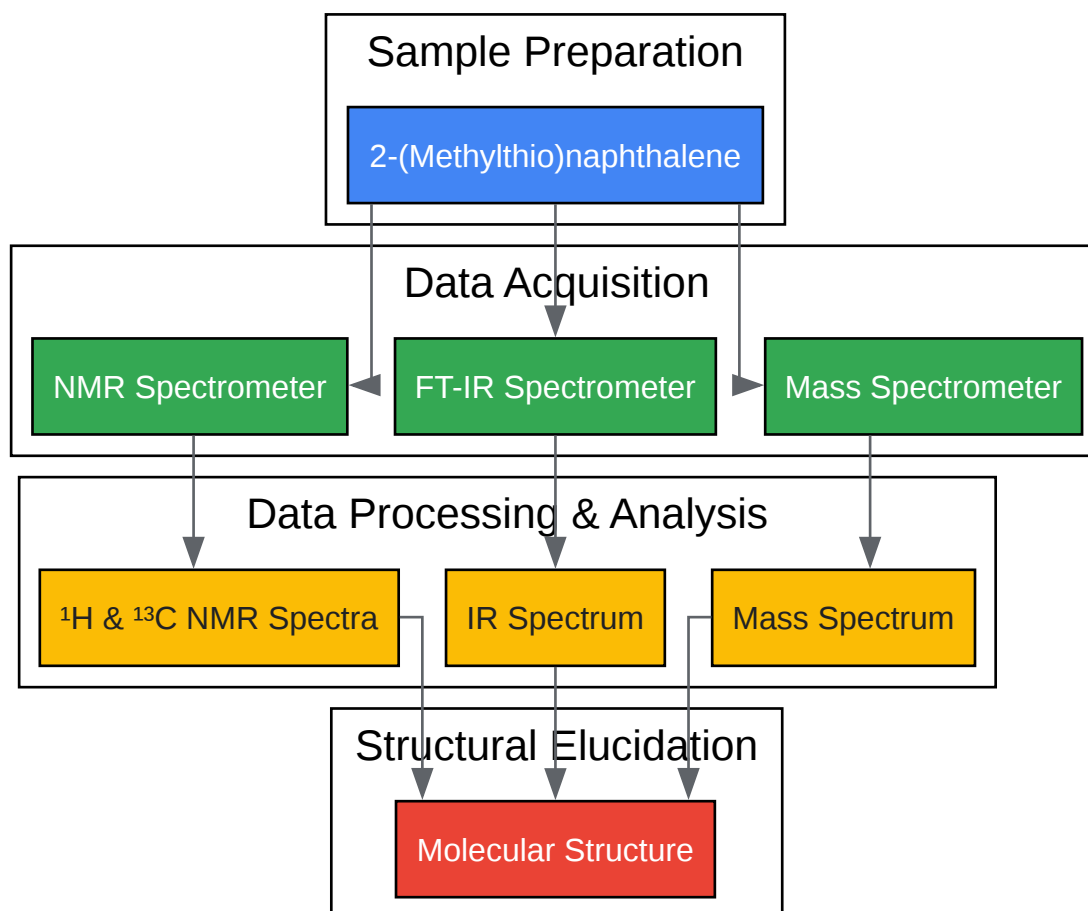 Sample Preparation
2-(Methylthio)naphthalene
Data Acquisition
NMR Spectrometer
FT-IR Spectrometer
Mass Spectrometer
Data Processing & Analysis
¹H & ¹³C NMR Spectra
IR Spectrum
Mass Spectrum
Structural Elucidation
Molecular Structure